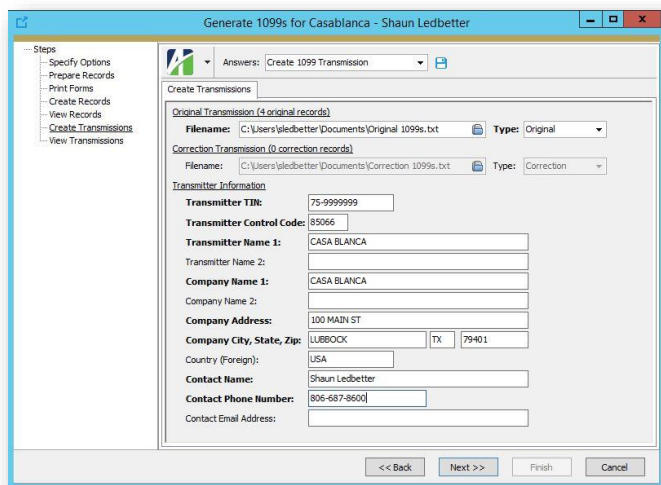 Generate 1099s for Casablanca - Shaun Ledbetter
Steps
Specify Options
Prepare Records
Print Forms
Create Records
View Records
Create Transmissions
View Transmissions
Answers: Create 1099 Transmission
Create Transmissions
Original Transmission (4 original records)
Filename: C:\Users\sledbetter\Documents\Original 1099s.txt Type: Original
Correction Transmission (0 correction records)
Filename: C:\Users\sledbetter\Documents\Correction 1099s.txt Type: Correction
Transmitter Information
Transmitter TIN: 75-9999999
Transmitter Control Code: 85066
Transmitter Name 1: CASA BLANCA
Transmitter Name 2:
Company Name 1: CASA BLANCA
Company Name 2:
Company Address: 100 MAIN ST
Company City, State, Zip: LUBBOCK TX 79401
Country (Foreign): USA
Contact Name: Shaun Ledbetter
Contact Phone Number: 806-687-8600
Contact Email Address:
<< Back Next >> Finish Cancel